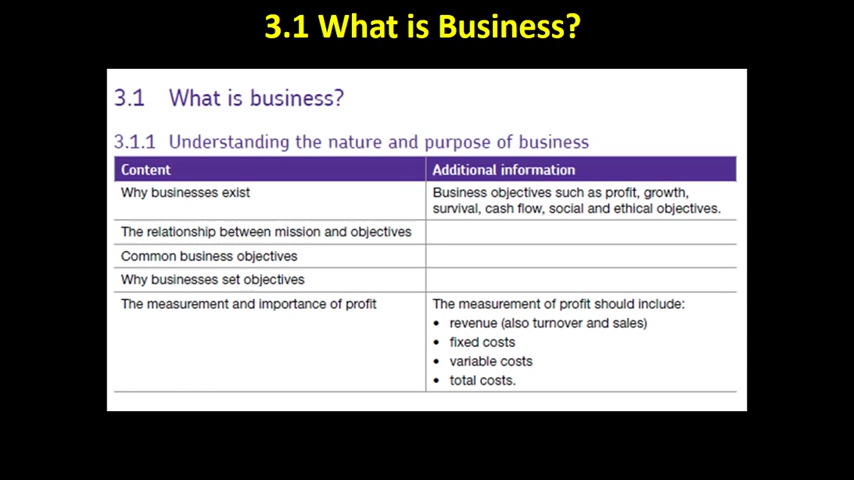 3.1 What is Business?
3.1 What is business?
3.1.1 Understanding the nature and purpose of business
Content Additional information
Why businesses exist Business objectives such as profit, growth,
survival, cash flow, social and ethical objectives.
The relationship between mission and objectives
Common business objectives
Why businesses set objectives
The measurement and importance of profit The measurement of profit should include:
• revenue (also turnover and sales)
• fixed costs
• variable costs
• total costs.